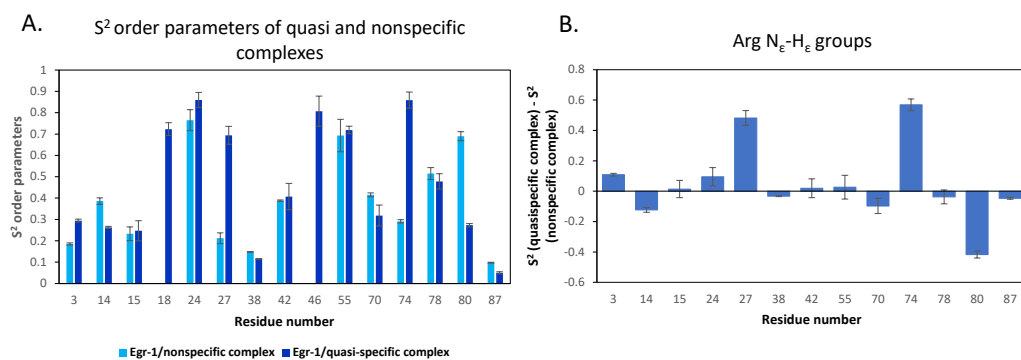 A.
S² order parameters of quasi and nonspecific
complexes
1
0.9
0.8
0.7
0.6
0.5
0.4
0.3
0.2
0.1
0
S² order parameters
3 14 15 18 24 27 38 42 46 55 70 74 78 80 87
Residue number
Egr-1/nonspecific complex Egr-1/quasi-specific complex
B.
Arg Nε-Hε groups
0.8
0.6
0.4
0.2
0
-0.2
-0.4
-0.6
S² (quasispecific complex) - S²
(nonspecific complex)
3 14 15 24 27 38 42 55 70 74 78 80 87
Residue number